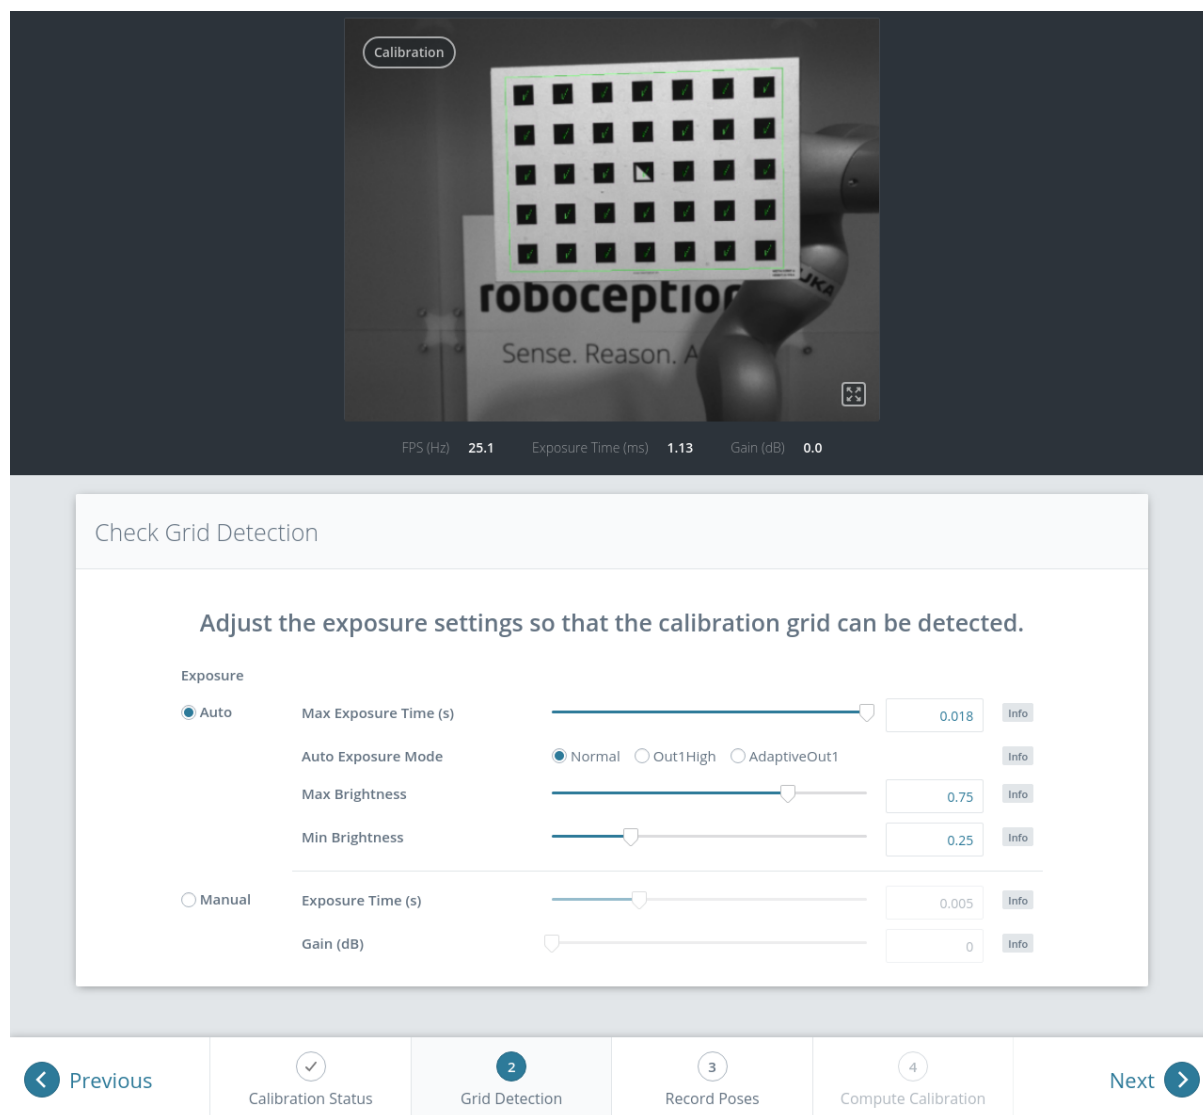 Calibration
UKA
roboception
Sense. Reason. A
FPS (Hz) 25.1 Exposure Time (ms) 1.13 Gain (dB) 0.0
Check Grid Detection
Adjust the exposure settings so that the calibration grid can be detected.
Exposure
Auto Max Exposure Time (s) 0.018 Info
Auto Exposure Mode Normal Out1High AdaptiveOut1 Info
Max Brightness 0.75 Info
Min Brightness 0.25 Info
Manual Exposure Time (s) 0.005 Info
Gain (dB) 0 Info
Previous
2 3 4
Calibration Status Grid Detection Record Poses Compute Calibration
Next